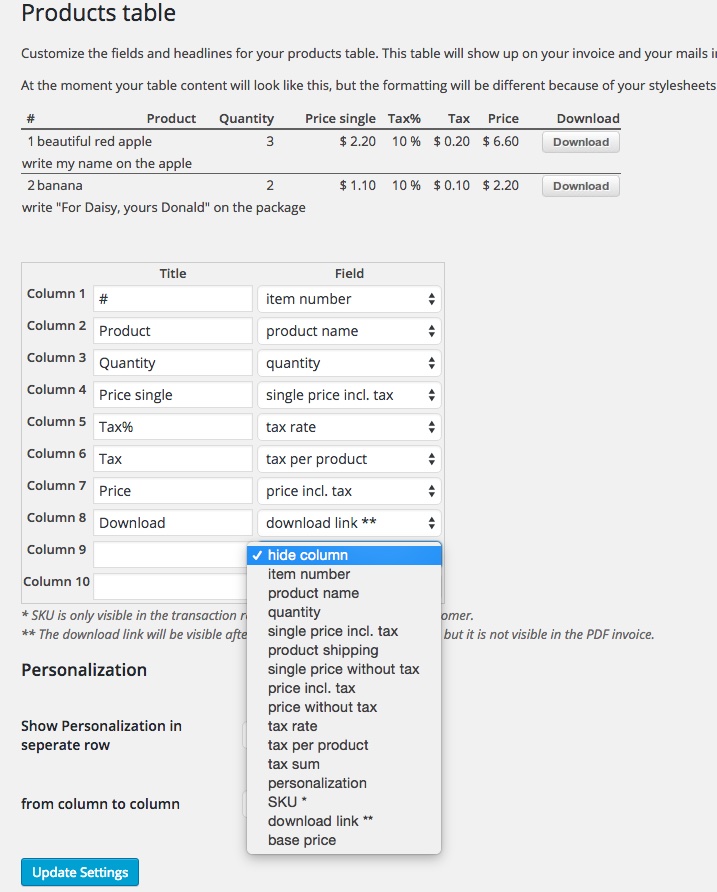 Products table
Customize the fields and headlines for your products table. This table will show up on your invoice and your mails
At the moment your table content will look like this, but the formatting will be different because of your stylesheets
# Product Quantity Price single Tax% Tax Price Download
1 beautiful red apple 3 $ 2.20 10 % $ 0.20 $ 6.60 Download
write my name on the apple
2 banana 2 $ 1.10 10 % $ 0.10 $ 2.20 Download
write "For Daisy, yours Donald" on the package
Title Field
Column 1 # item number
Column 2 Product product name
Column 3 Quantity quantity
Column 4 Price single single price incl. tax
Column 5 Tax% tax rate
Column 6 Tax tax per product
Column 7 Price price incl. tax
Column 8 Download download link **
Column 9
Column 10
✓ hide column
item number
product name
quantity
single price incl. tax
product shipping
single price without tax
price incl. tax
price without tax
tax rate
tax per product
tax sum
personalization
SKU *
download link **
base price
* SKU is only visible in the transaction
** The download link will be visible but it is not visible in the PDF invoice.
Personalization
Show Personalization in
seperate row
from column to column
Update Settings